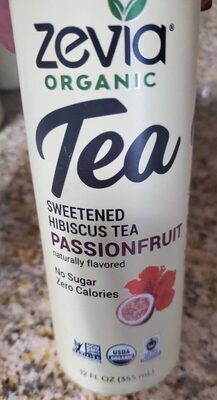 zevia
ORGANIC
Tea
SWEETENED
HIBISCUS TEA
PASSIONFRUIT
naturally flavored
No Sugar
Zero Calories
USDA
ORGANIC
12 FL OZ (355 mL)